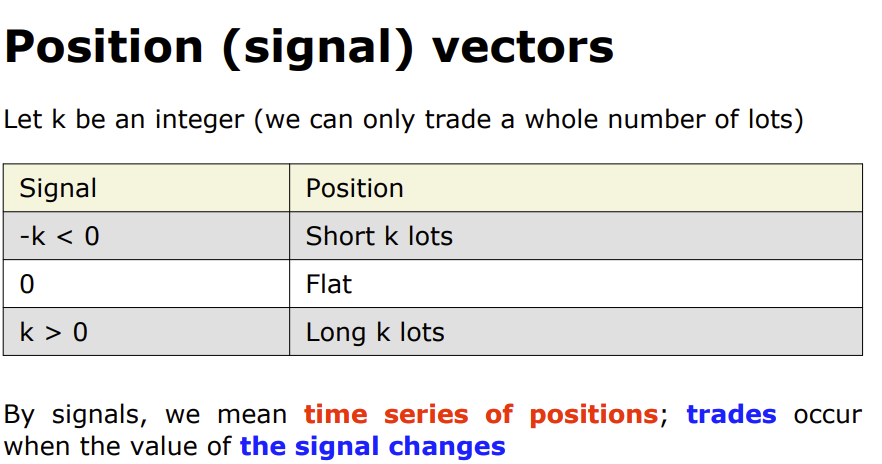 Position (signal) vectors
Let k be an integer (we can only trade a whole number of lots)
Signal Position
-k < 0 Short k lots
0 Flat
k > 0 Long k lots
By signals, we mean time series of positions; trades occur
when the value of the signal changes